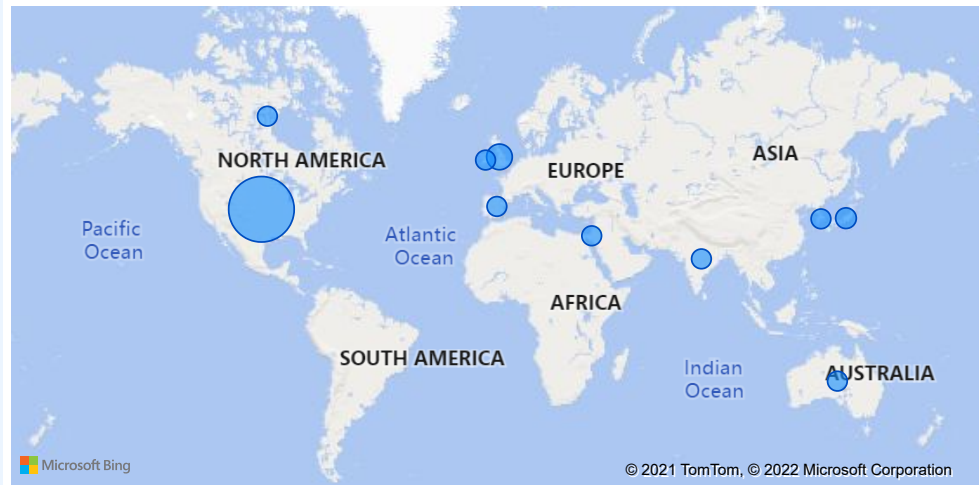 NORTH AMERICA
ASIA
EUROPE
Pacific
Ocean
Atlantic
Ocean
AFRICA
SOUTH AMERICA
Indian
Ocean
AUSTRALIA
Microsoft Bing
© 2021 TomTom, © 2022 Microsoft Corporation